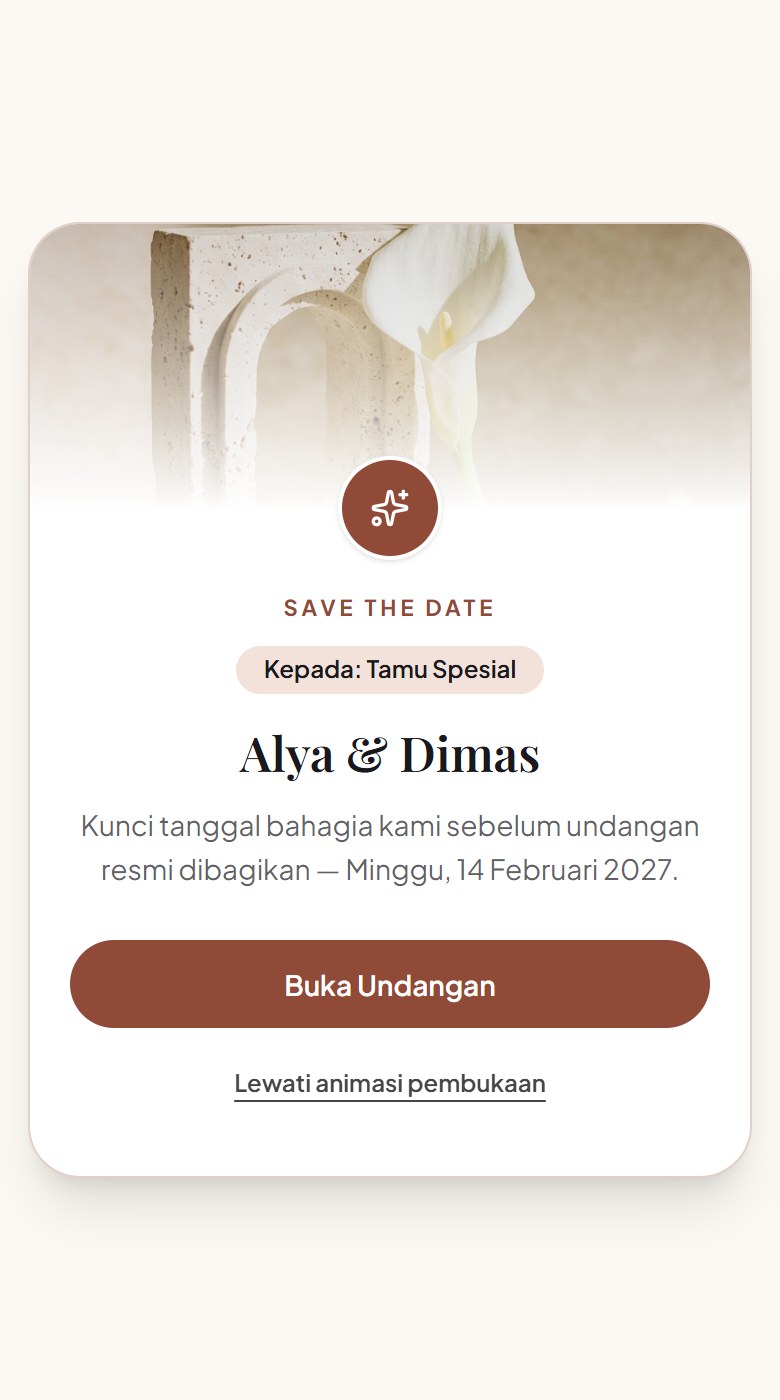 SAVE THE DATE
Kepada: Tamu Spesial
Alya & Dimas
Kunci tanggal bahagia kami sebelum undangan
resmi dibagikan — Minggu, 14 Februari 2027.
Buka Undangan
Lewati animasi pembukaan